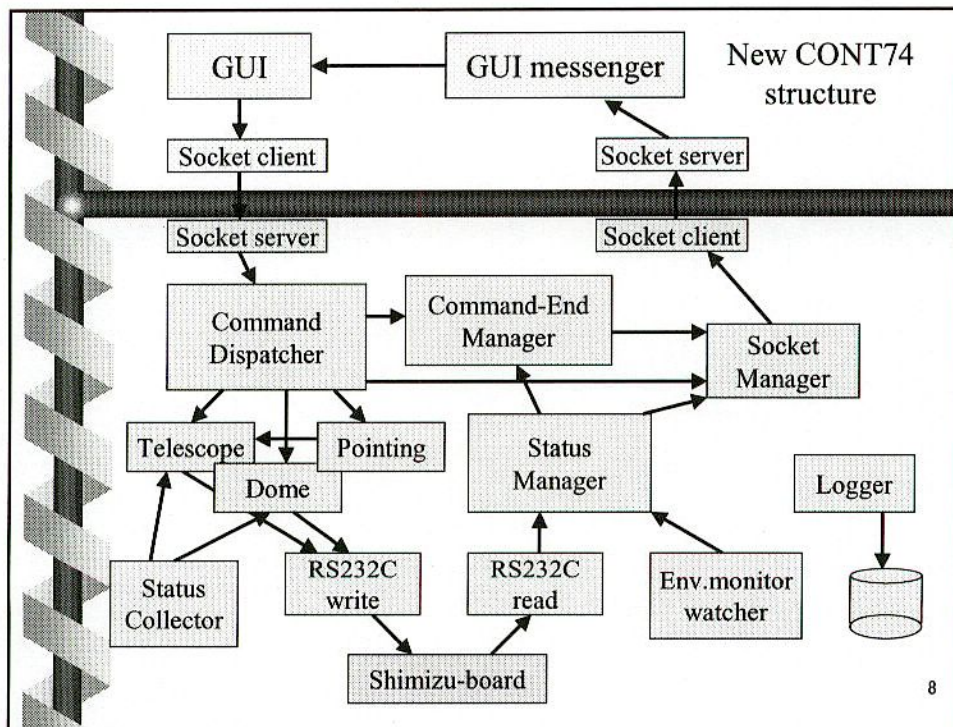 New CONT74
structure
GUI
GUI messenger
Socket client
Socket server
Socket server
Socket client
Command
Dispatcher
Command-End
Manager
Socket
Manager
Telescope
Pointing
Dome
Status
Manager
Logger
Status
Collector
RS232C
write
RS232C
read
Env.monitor
watcher
Shimizu-board
8